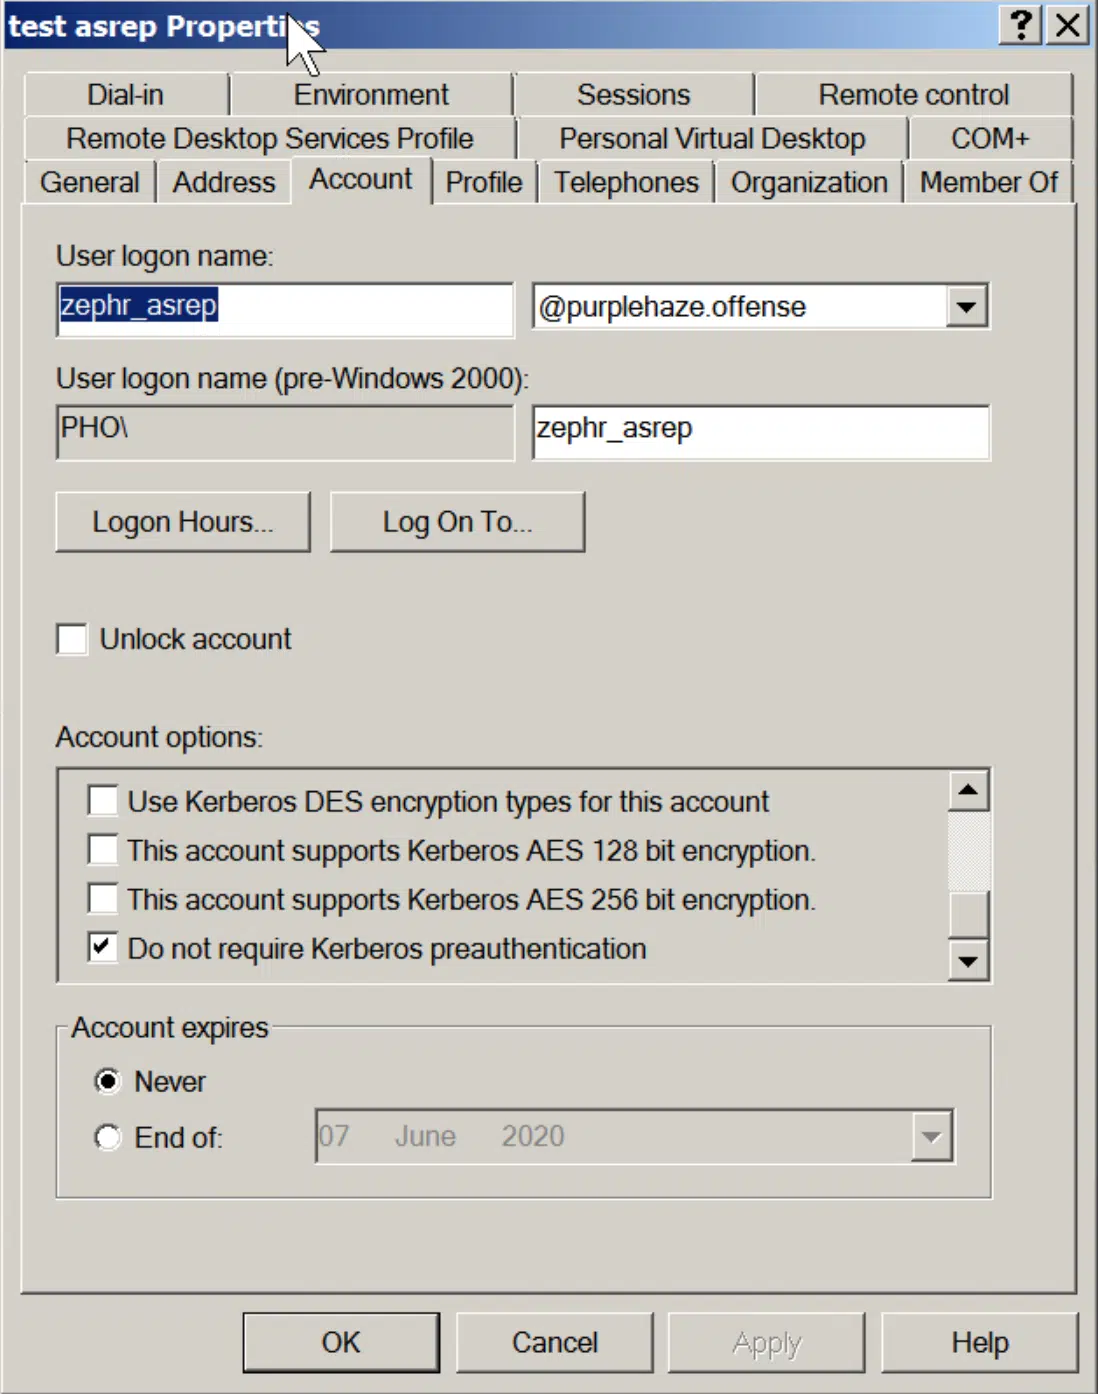 test asrep Properties
Dial-in Environment Sessions Remote control
Remote Desktop Services Profile Personal Virtual Desktop COM+
General Address Account Profile Telephones Organization Member Of
User logon name:
zephr_asrep @purplehaze.offense
User logon name (pre-Windows 2000):
PHO\ zephr_asrep
Logon Hours... Log On To...
Unlock account
Account options:
Use Kerberos DES encryption types for this account
This account supports Kerberos AES 128 bit encryption.
This account supports Kerberos AES 256 bit encryption.
Do not require Kerberos preauthentication
Account expires
Never
End of: 07 June 2020
OK Cancel Apply Help